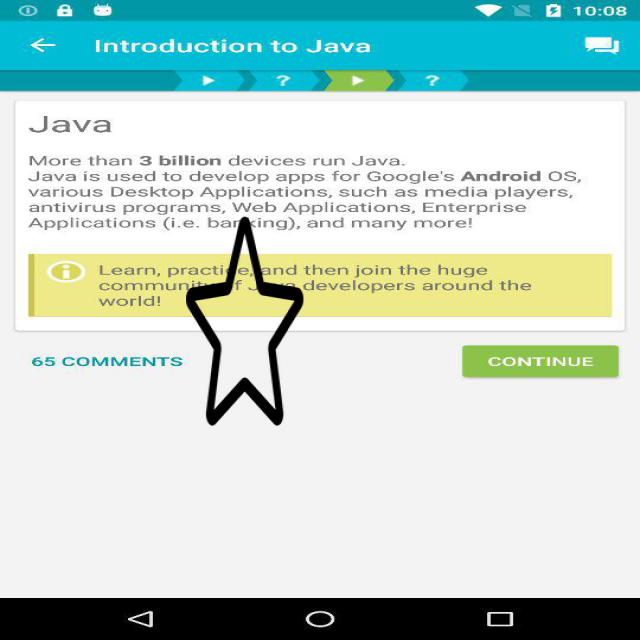 10:08
Introduction to Java
?
?
Java
More than 3 billion devices run Java.
Java is used to develop apps for Google's Android OS,
various Desktop Applications, such as media players,
antivirus programs, Web Applications, Enterprise
Applications (i.e. banking), and many more!
Learn, practice, and then join the huge
community of Java developers around the
world!
65 COMMENTS
CONTINUE